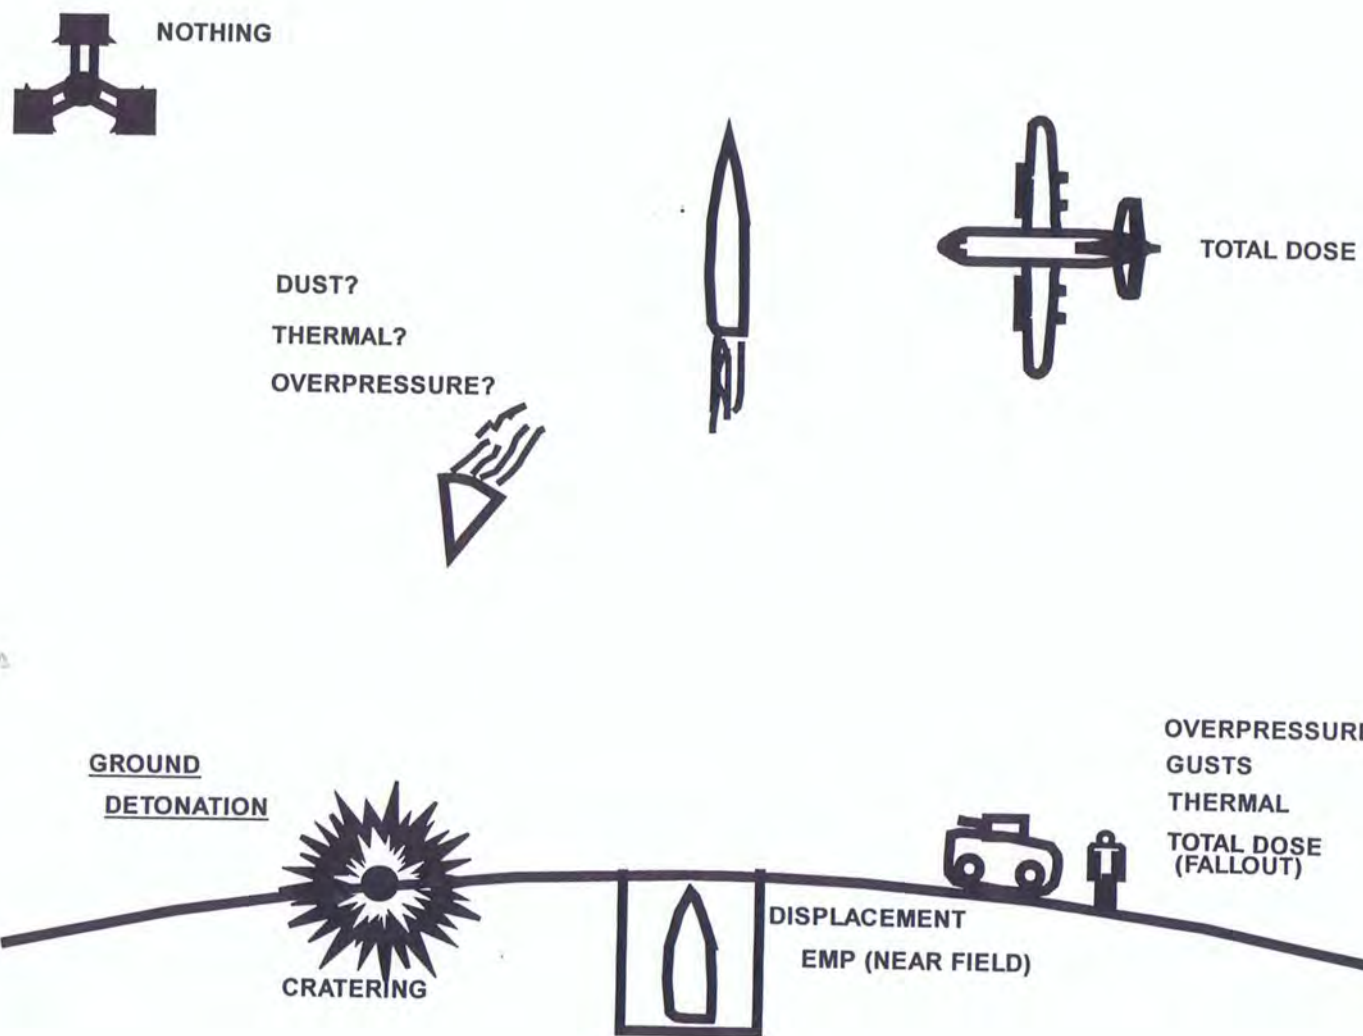 NOTHING
TOTAL DOSE
DUST?
THERMAL?
OVERPRESSURE?
GROUND
DETONATION
CRATERING
DISPLACEMENT
EMP (NEAR FIELD)
OVERPRESSURE
GUSTS
THERMAL
TOTAL DOSE
(FALLOUT)